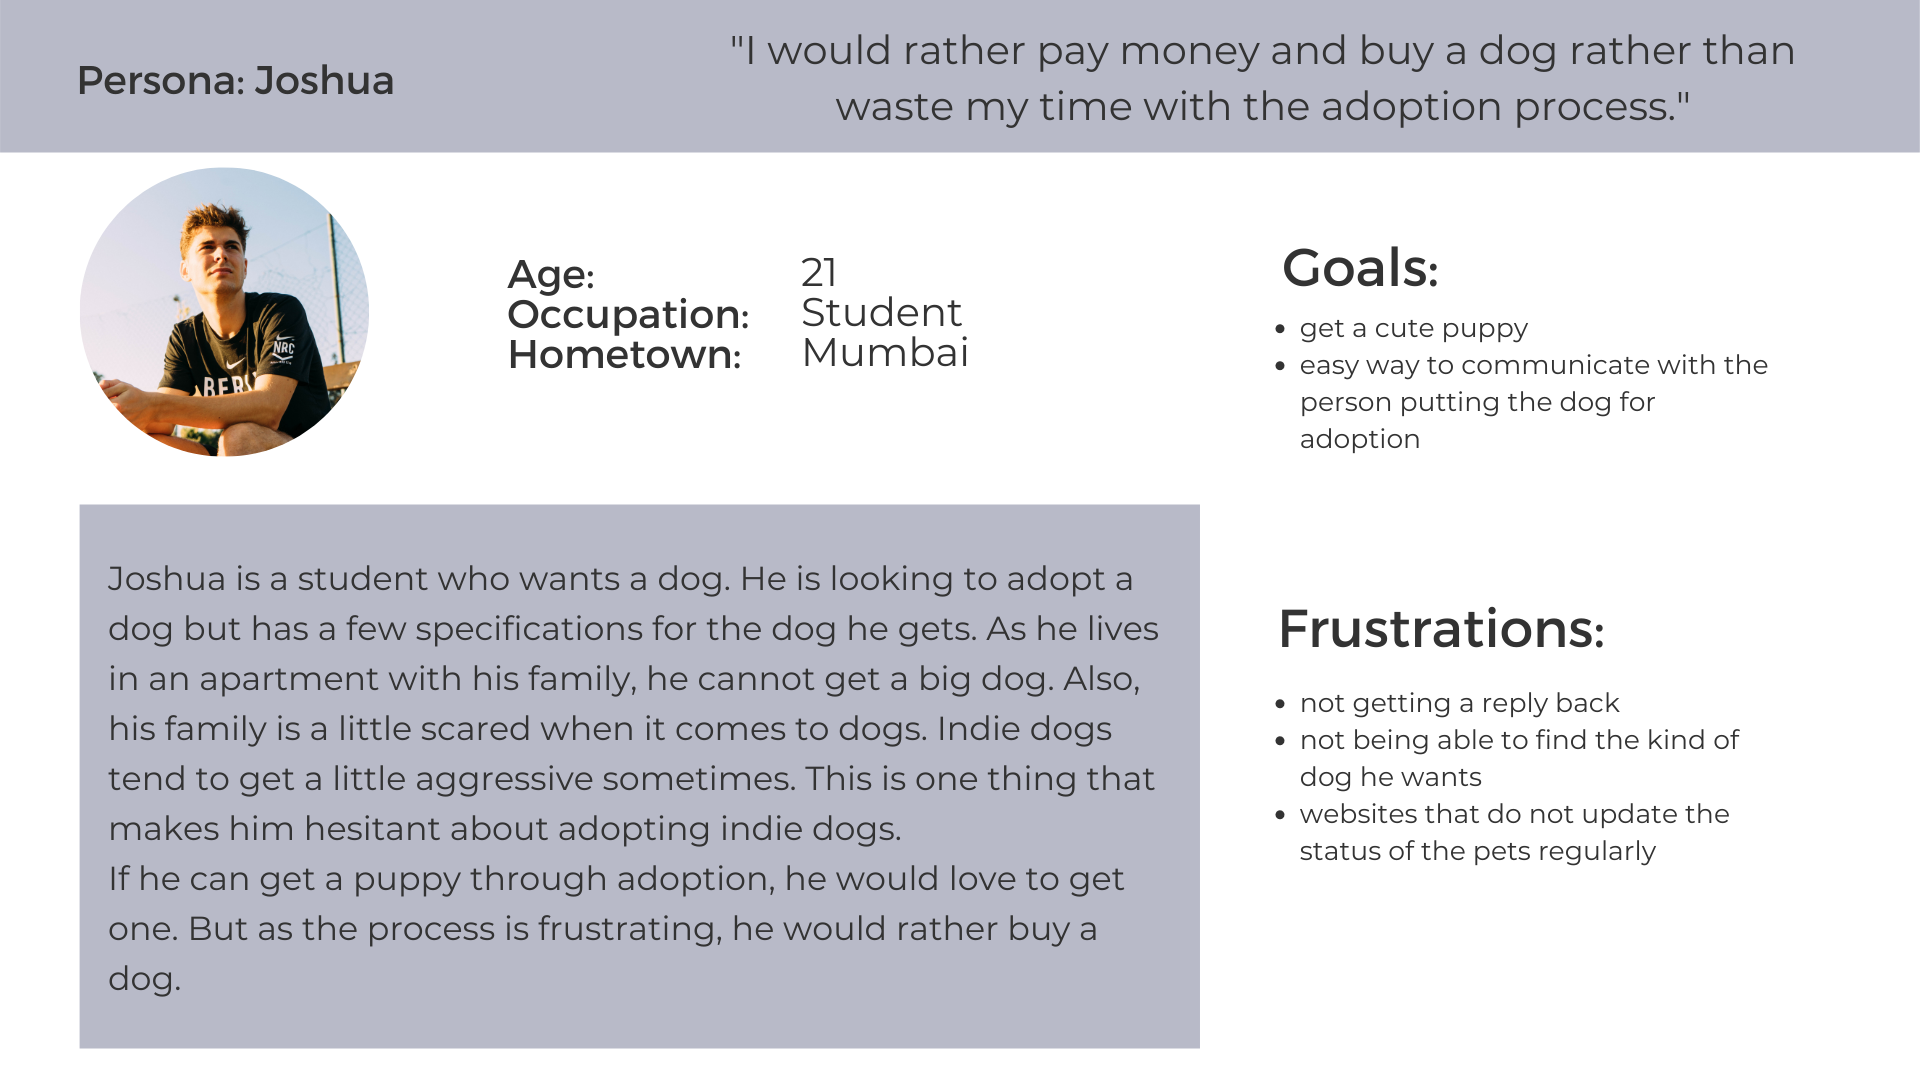 Persona: Joshua
"I would rather pay money and buy a dog rather than
waste my time with the adoption process."
NRC
BERL
Age: 21
Occupation: Student
Hometown: Mumbai
Goals:
• get a cute puppy
• easy way to communicate with the
person putting the dog for
adoption
Joshua is a student who wants a dog. He is looking to adopt a
dog but has a few specifications for the dog he gets. As he lives
in an apartment with his family, he cannot get a big dog. Also,
his family is a little scared when it comes to dogs. Indie dogs
tend to get a little aggressive sometimes. This is one thing that
makes him hesitant about adopting indie dogs.
If he can get a puppy through adoption, he would love to get
one. But as the process is frustrating, he would rather buy a
dog.
Frustrations:
• not getting a reply back
• not being able to find the kind of
dog he wants
• websites that do not update the
status of the pets regularly